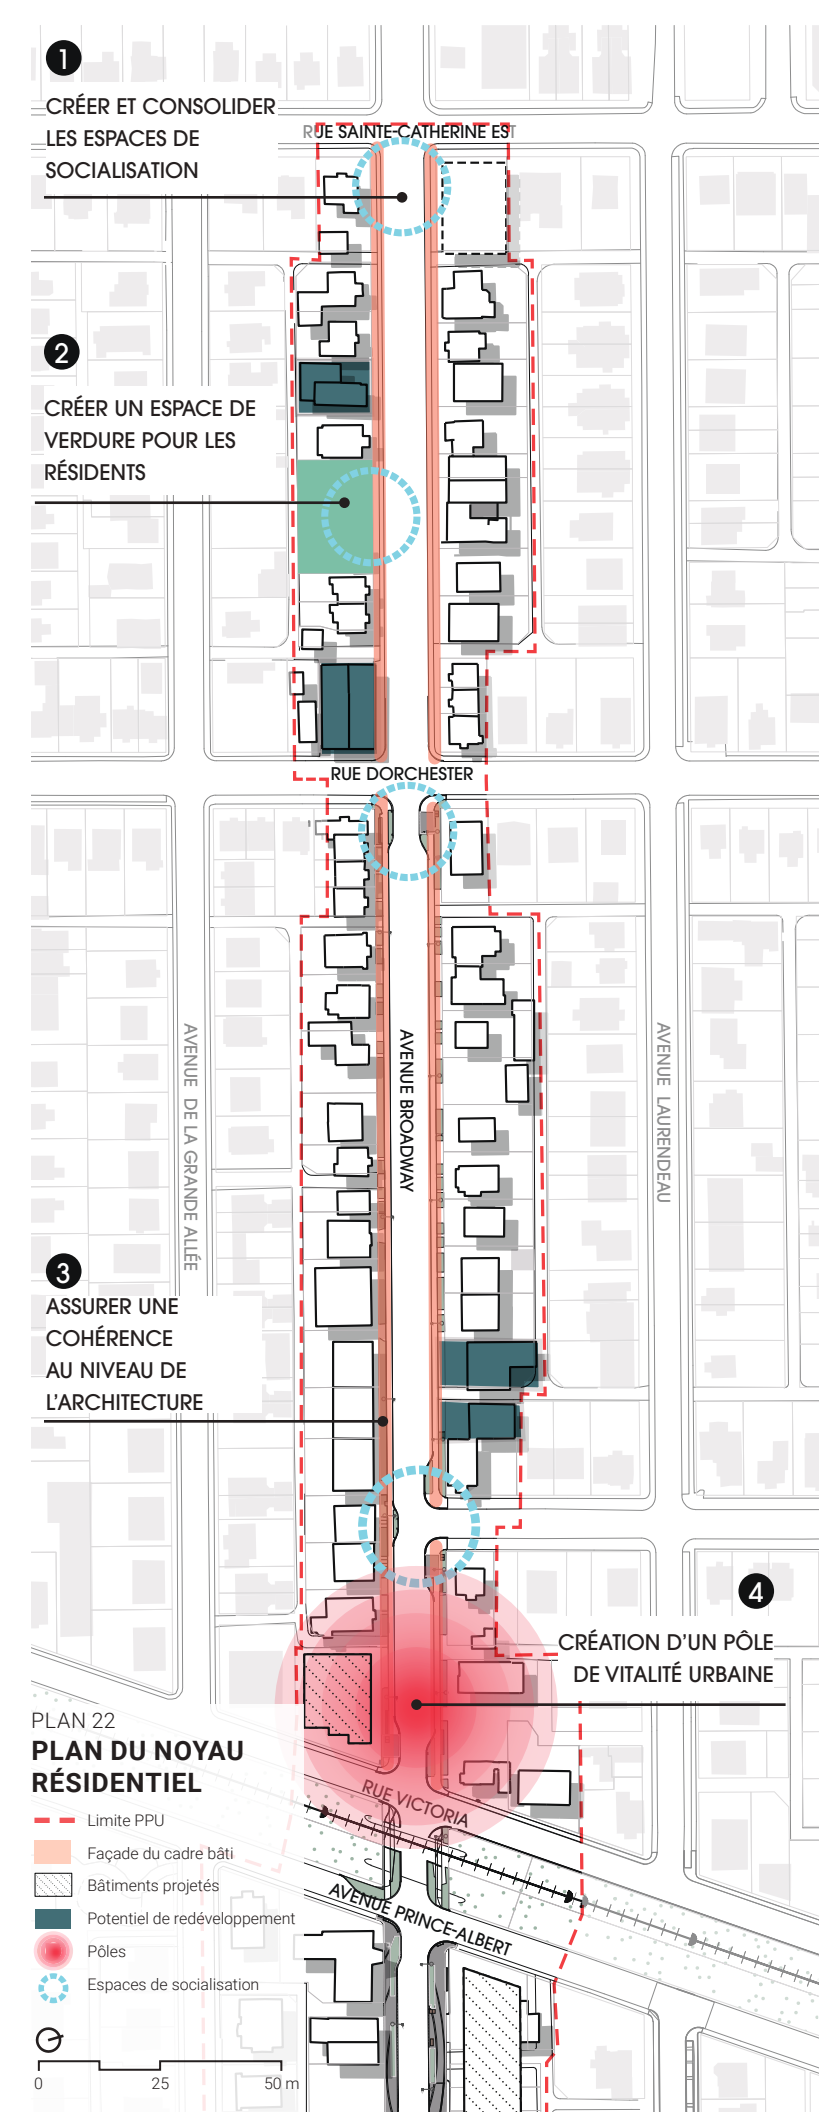 1
CRÉER ET CONSOLIDER
LES ESPACES DE
SOCIALISATION
RUE SAINTE-CATHERINE EST
2
CRÉER UN ESPACE DE
VERDURE POUR LES
RÉSIDENTS
RUE DORCHESTER
AVENUE DE LA GRANDE ALLÉE
AVENUE BROADWAY
AVENUE LAURENDEAU
3
ASSURER UNE
COHÉRENCE
AU NIVEAU DE
L'ARCHITECTURE
4
CRÉATION D'UN PÔLE
DE VITALITÉ URBAINE
RUE VICTORIA
AVENUE PRINCE-ALBERT
PLAN 22
PLAN DU NOYAU
RÉSIDENTIEL
Limite PPU
Façade du cadre bâti
Bâtiments projetés
Potentiel de redéveloppement
Pôles
Espaces de socialisation
0 25 50 m